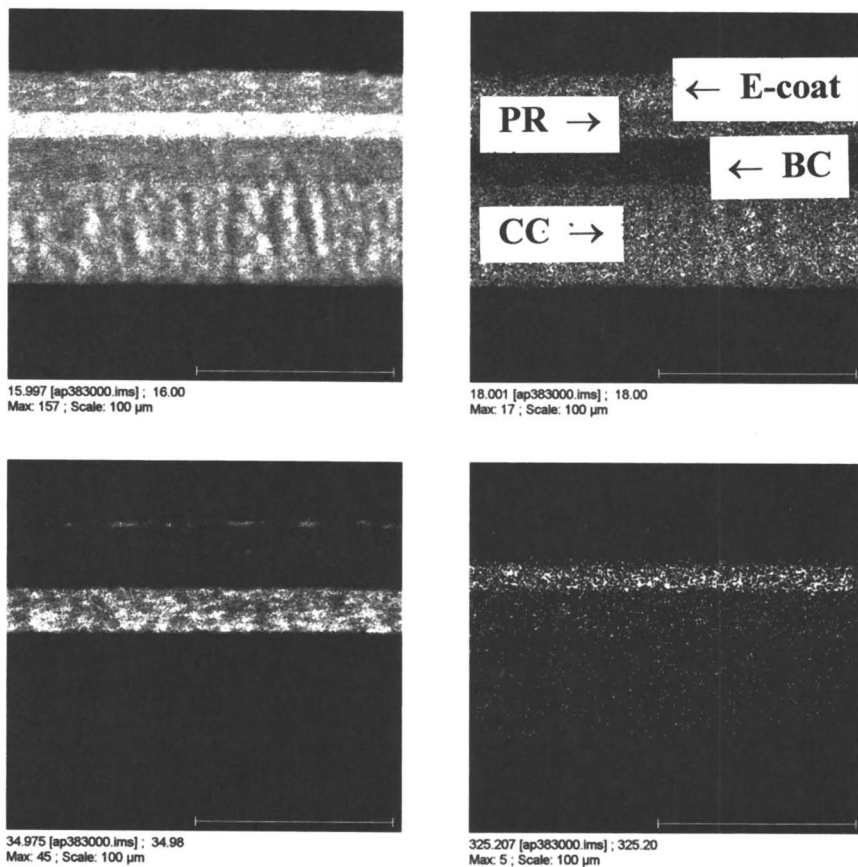 ← E-coat
PR →
← BC
CC →
15.997 [ap383000.ims] ; 16.00
Max: 157 ; Scale: 100 µm
18.001 [ap383000.ims] ; 18.00
Max: 17 ; Scale: 100 µm
34.975 [ap383000.ims] ; 34.98
Max: 45 ; Scale: 100 µm
325.207 [ap383000.ims] ; 325.20
Max: 5 ; Scale: 100 µm